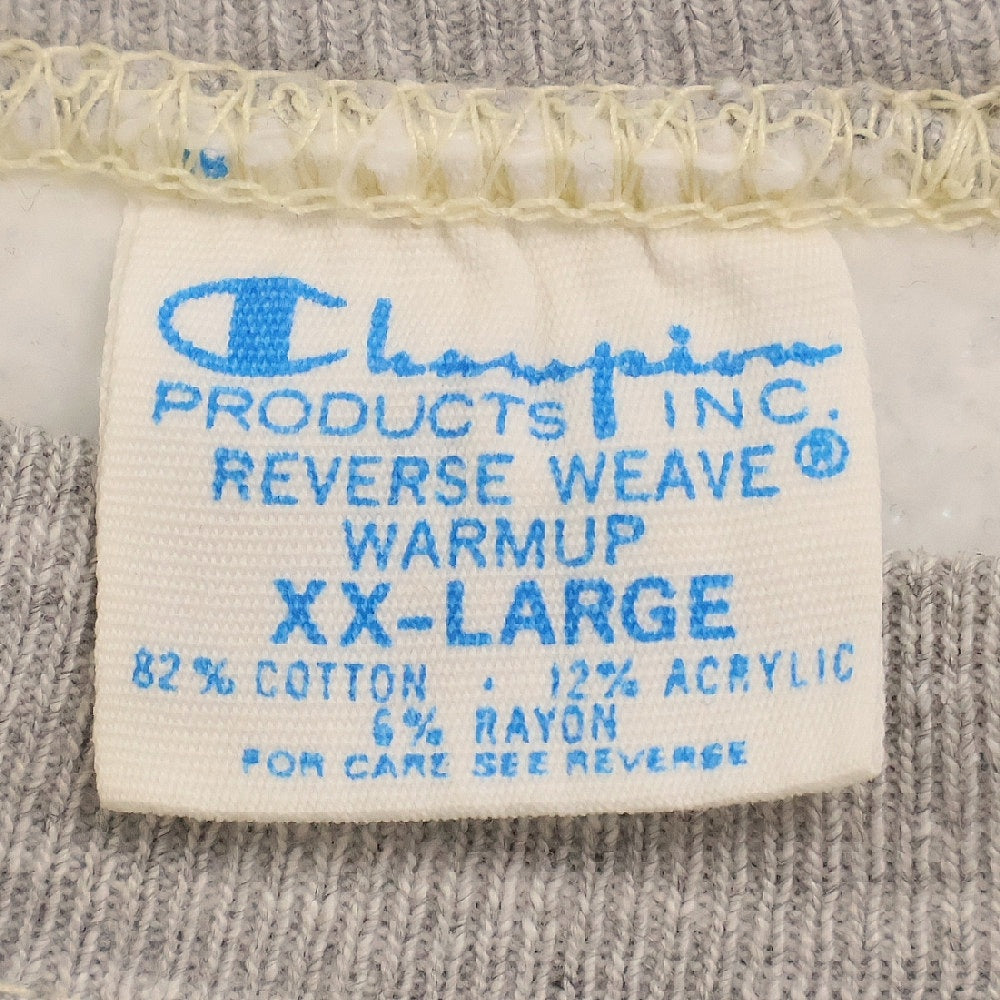 Champion
PRODUCTS INC.
REVERSE WEAVE®
WARMUP
XX-LARGE
82% COTTON · 12% ACRYLIC
6% RAYON
FOR CARE SEE REVERSE